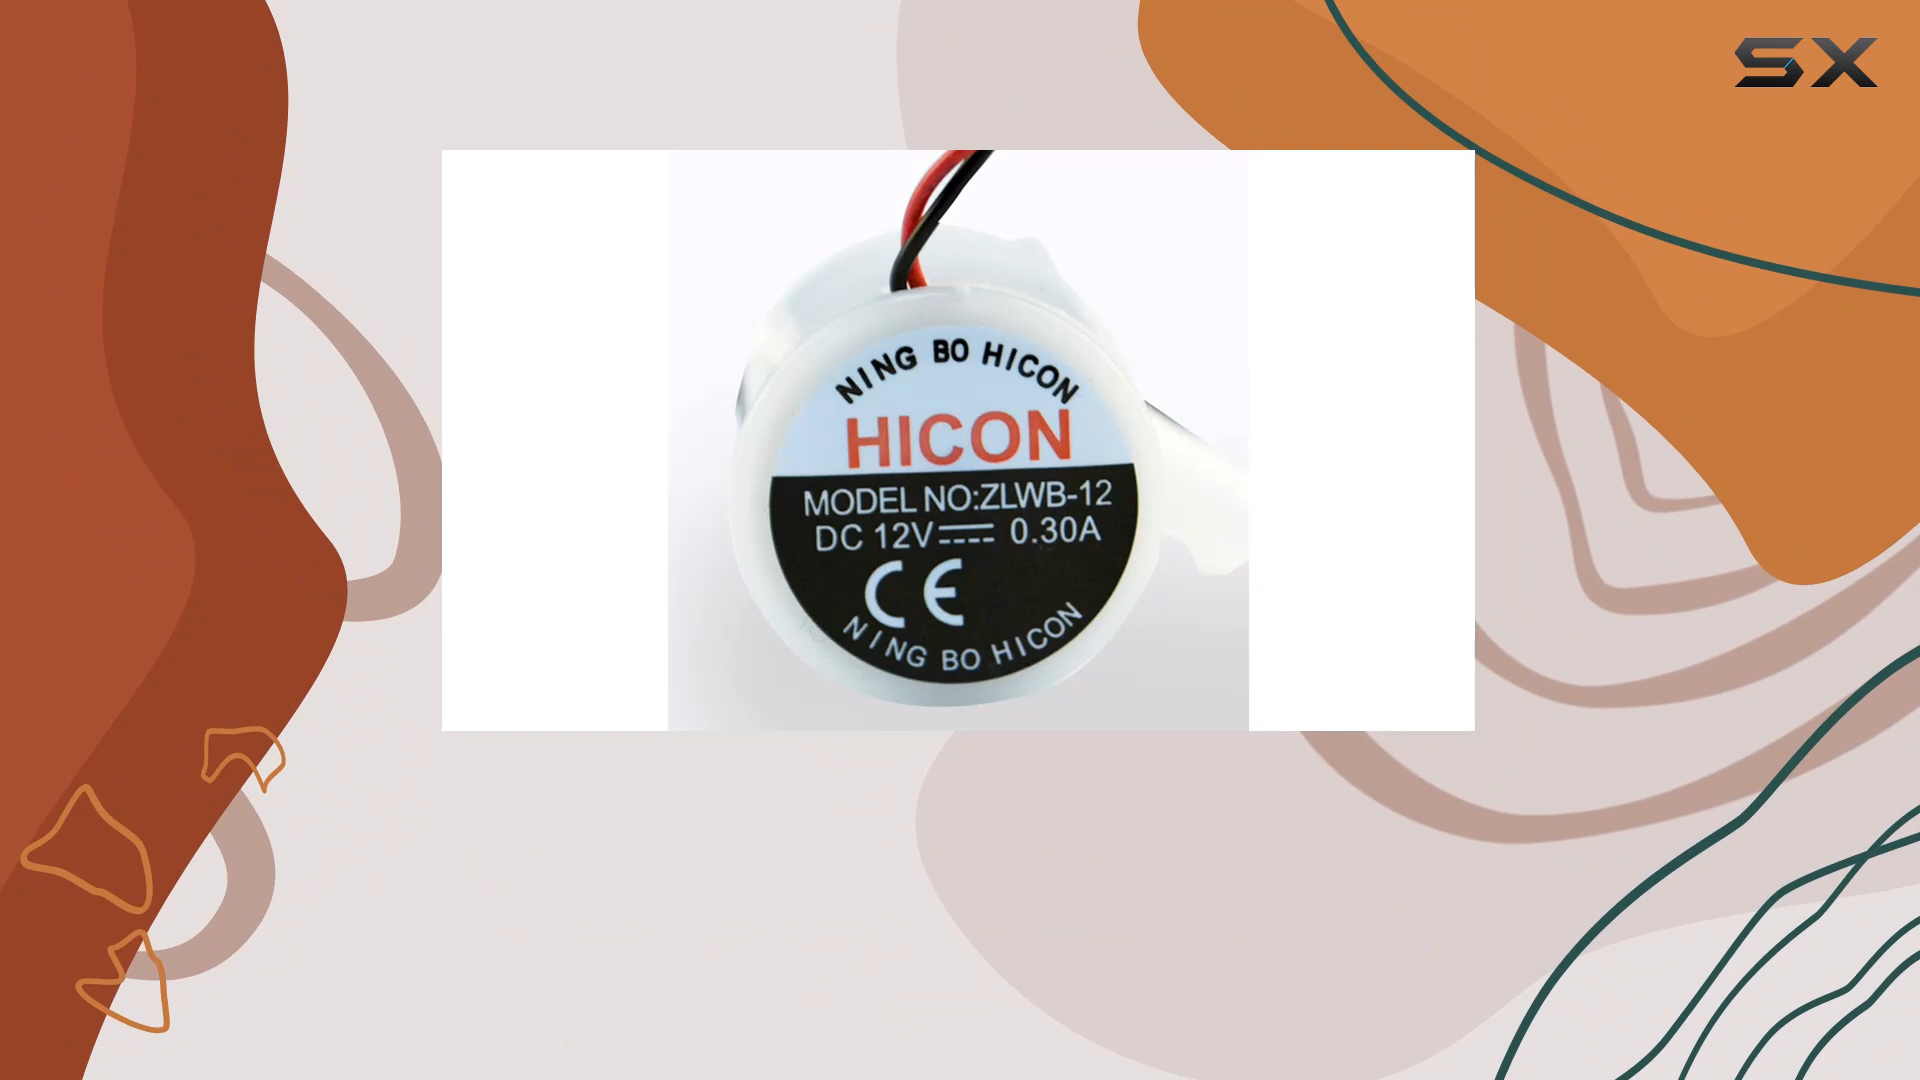 SX
NING BO HICON
HICON
MODEL NO:ZLWB-12
DC 12V 0.30A
CE
NING BO HICON